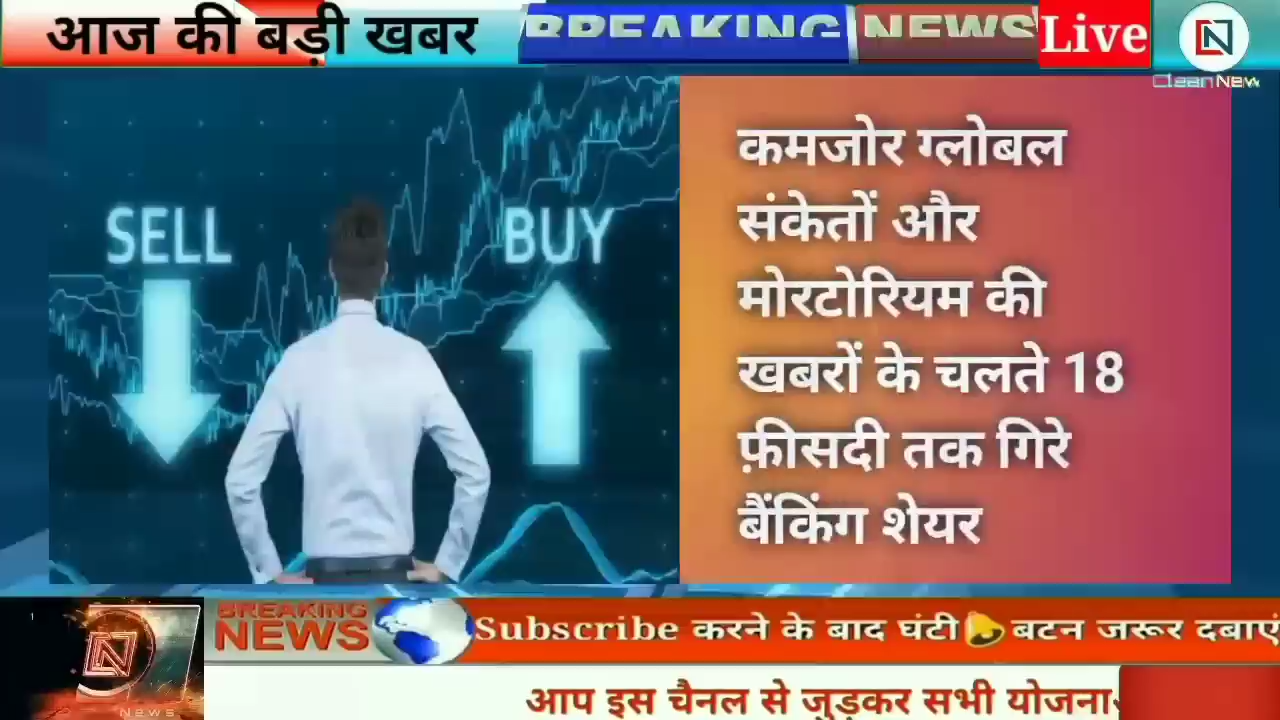 आज की बड़ी खबर
BREAKING NEWS
Live
CleanNew
SELL
BUY
कमजोर ग्लोबल
संकेतों और
मोरटोरियम की
खबरों के चलते 18
फ़ीसदी तक गिरे
बैंकिंग शेयर
BREAKING
NEWS
Subscribe करने के बाद घंटी बटन जरूर दबाएं
News
आप इस चैनल से जुड़कर सभी